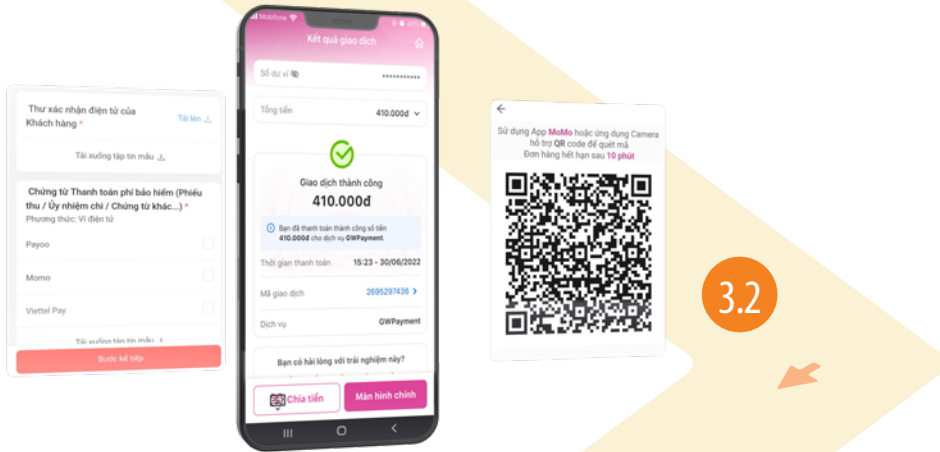 Thư xác nhận điện tử của
Khách hàng *
Tải lên
Tải xuống tập tin mẫu
Chứng từ Thanh toán phí bảo hiểm (Phiếu
thu / Ủy nhiệm chi / Chứng từ khác...) *
Phương thức: Ví điện tử
Payoo
Momo
Viettel Pay
Tải xuống tập tin mẫu
Bước kế tiếp
Mobifone
45%
Kết quả giao dịch
Số dư ví
***********
Tổng tiền
410.000đ
Giao dịch thành công
410.000đ
Bạn đã thanh toán thành công số tiền
410.000đ cho dịch vụ GWPayment.
Thời gian thanh toán
15:23 - 30/06/2022
Mã giao dịch
2695297436 >
Dịch vụ
GWPayment
Bạn có hài lòng với trải nghiệm này?
Chia tiền
Màn hình chính
Sử dụng App MoMo hoặc ứng dụng Camera
hỗ trợ QR code để quét mã
Đơn hàng hết hạn sau 10 phút
3.2